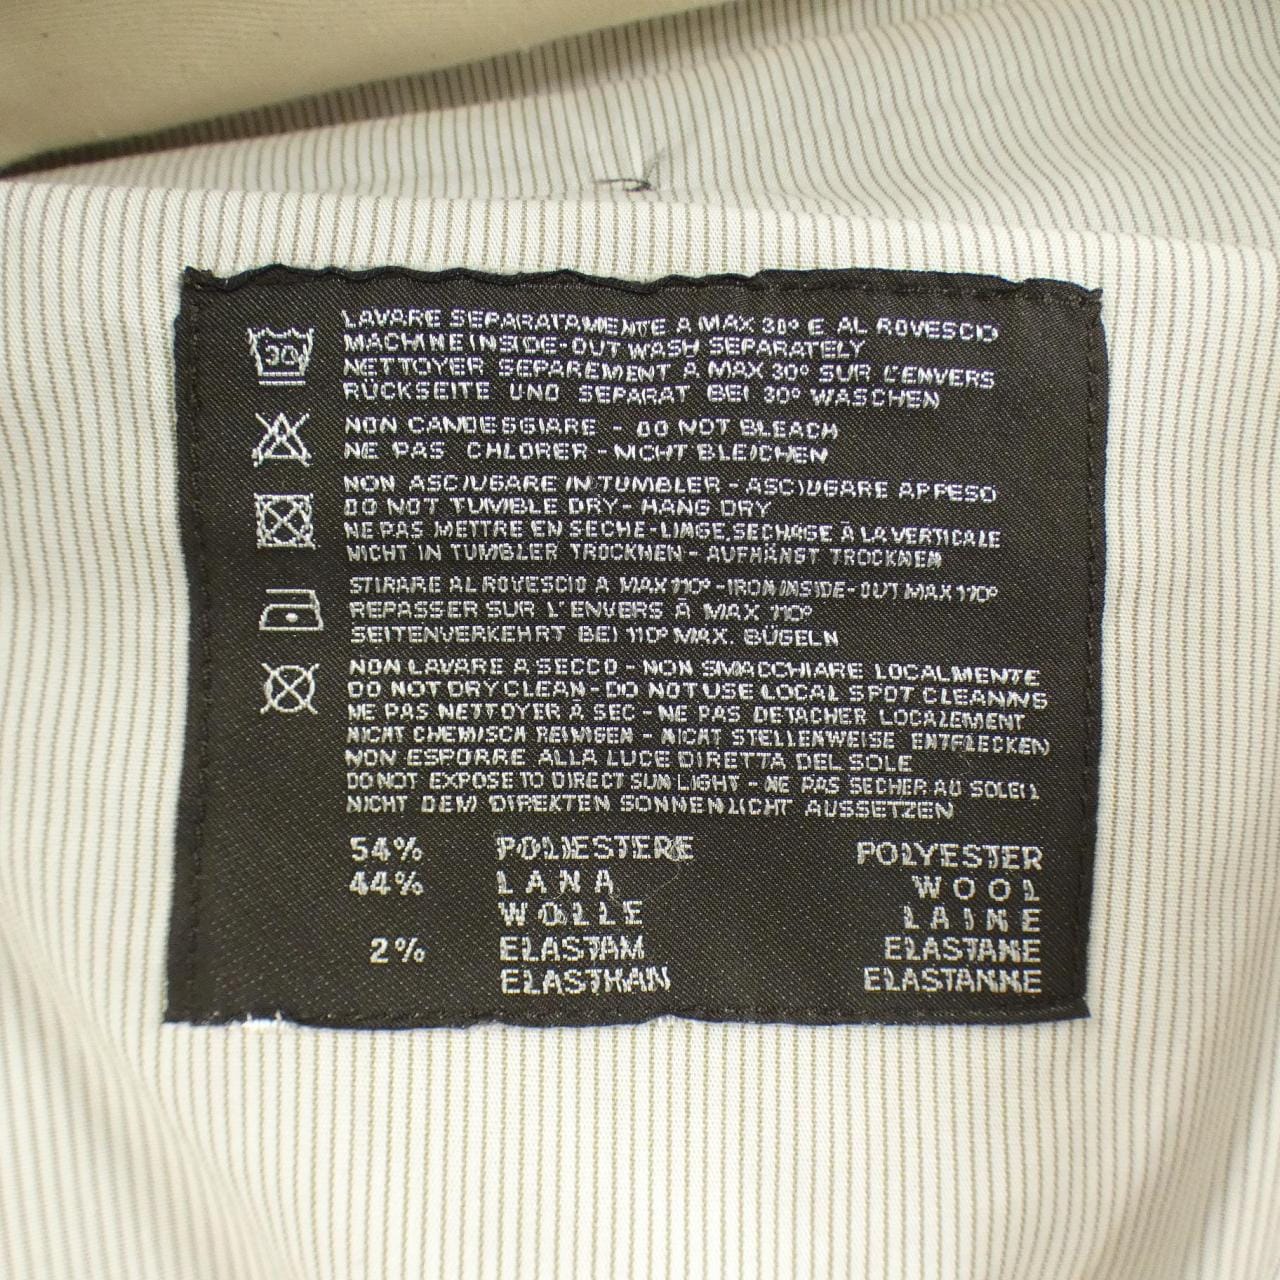 30
LAVARE SEPARATAMENTE A MAX 30° E AL ROVESCIO
MACHINE INSIDE-OUT WASH SEPARATELY
NETTOYER SEPAREMENT À MAX 30° SUR L'ENVERS
RÜCKSEITE UND SEPARAT BEI 30° WASCHEN
NON CANDEGGIARE - DO NOT BLEACH
NE PAS CHLORER - NICHT BLEICHEN
NON ASCIUGARE IN TUMBLER - ASCIUGARE APPESO
DO NOT TUMBLE DRY - HANG DRY
NE PAS METTRE EN SECHE-LINGE, SECHAGE À LA VERTICALE
NICHT IN TUMBLER TROCKNEN - AUFHÄNGT TROCKNEN
STIRARE AL ROVESCIO A MAX 110° - IRON INSIDE-OUT MAX 110°
REPASSER SUR L'ENVERS À MAX 110°
SEITENVERKEHRT BEI 110° MAX. BÜGELN
NON LAVARE A SECCO - NON SMACCHIARE LOCALMENTE
DO NOT DRY CLEAN - DO NOT USE LOCAL SPOT CLEANING
NE PAS NETTOYER À SEC - NE PAS DETACHER LOCALEMENT
NICHT CHEMISCH REINIGEN - NICHT STELLENWEISE ENTFLECKEN
NON ESPORRE ALLA LUCE DIRETTA DEL SOLE
DO NOT EXPOSE TO DIRECT SUN LIGHT - NE PAS SECHER AU SOLEIL
NICHT DEM DIREKTEN SONNENLICHT AUSSETZEN
54% POLIESTERE POLYESTER
44% LANA WOOL
WOLLE LAINE
2% ELASTAM ELASTANE
ELASTHAN ELASTANNE